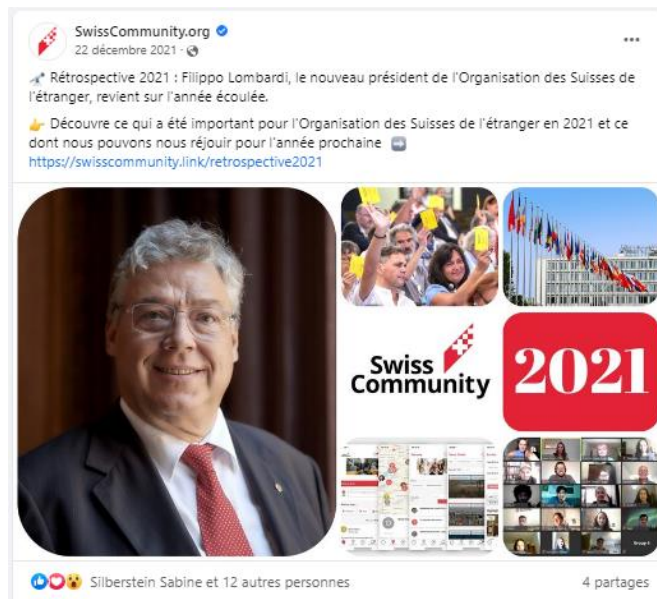 SwissCommunity.org
22 décembre 2021 ·
Rétrospective 2021 : Filippo Lombardi, le nouveau président de l'Organisation des Suisses de
l'étranger, revient sur l'année écoulée.
Découvre ce qui a été important pour l'Organisation des Suisses de l'étranger en 2021 et ce
dont nous pouvons nous réjouir pour l'année prochaine
https://swisscommunity.link/retrospective2021
Swiss
Community
2021
Silberstein Sabine et 12 autres personnes
4 partages